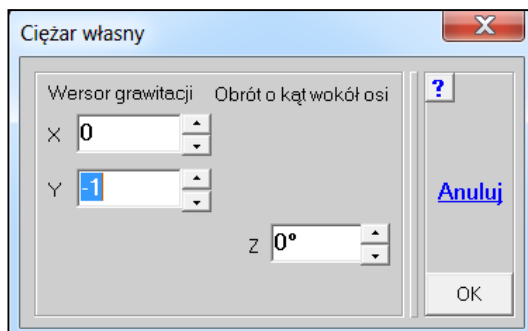 Ciężar własny
X
Wersor grawitacji Obrót o kąt wokół osi
?
X 0
Y -1
Anuluj
Z 0°
OK